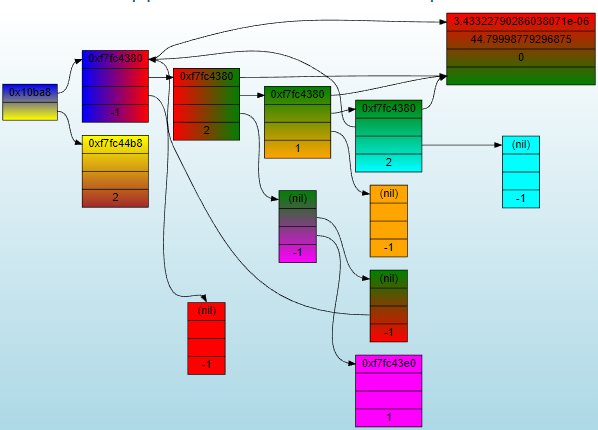 3.43322790286038071e-06
44.79998779296875
0
0x10ba8
0xf7fc4380
-1
0xf7fc44b8
2
0xf7fc4380
2
0xf7fc4380
1
0xf7fc4380
2
(nil)
-1
(nil)
-1
(nil)
-1
(nil)
-1
(nil)
-1
0xf7fc43e0
1